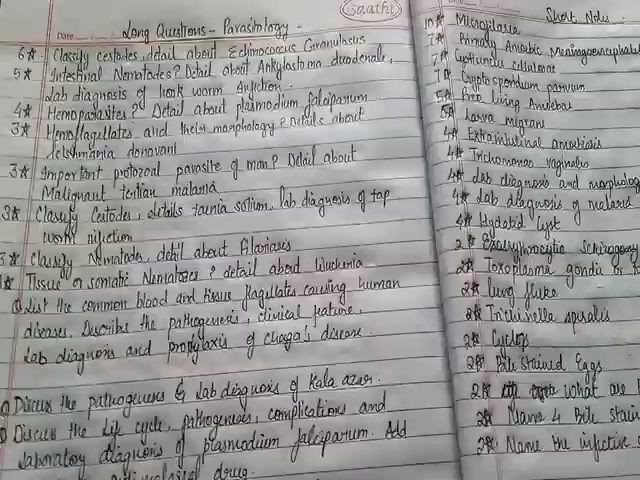 Saathi
Date
Long Questions - Parasitology -
6* Classify cestodes, detail about Echinococcus Granulosus
5* Intestinal Nematodes? Detail about Ankylostoma duodenale,
Lab diagnosis of hook worm infection
4* Hemoparasites? Detail about plasmodium falciparum
3* Hemoflagellates and their morphology? Details about
leishmania donovani
3* Important protozoal parasite of man? Detail about
Malignant tertian malaria
3* Classify Cestodes, details taenia solium, lab diagnosis of tap
worm infection
3* Classify Nematodes, detail about Filariases
1* Tissue or somatic Nematodes? detail about Wucheria
Q List the common blood and tissue flagellates causing human
diseases. Describe the pathogenesis, clinical feature,
lab diagnosis and prophylaxis of chaga's disease.
Q Discuss the pathogenesis & Lab diagnosis of Kala azar.
Q Discuss the life cycle, pathogenesis, complications and
laboratory diagnosis of plasmodium falciparum. Add
antimalarial drug.
Short Notes
10* Microfilaria
7* Primary Amoebic Meningoencephal
7* Cysticercus cellulosae
7* Cryptosporidium parvum
5* Free living Amoebae
5* Larva migrans
4* Extraintestinal amoebiasis
4* Trichomonas vaginalis
4* Lab diagnosis and morpholog
4* Lab diagnosis of malaria
4* Hydatid Cyst
2* Exoerythrocytic Schizogony
2* Toxoplasma gondii
2* Lung fluke
2* Trichinella spiralis
2* Cyclops
2* Bile stained Eggs
2* what are
2* Name 4 Bile stain
2* Name the infective